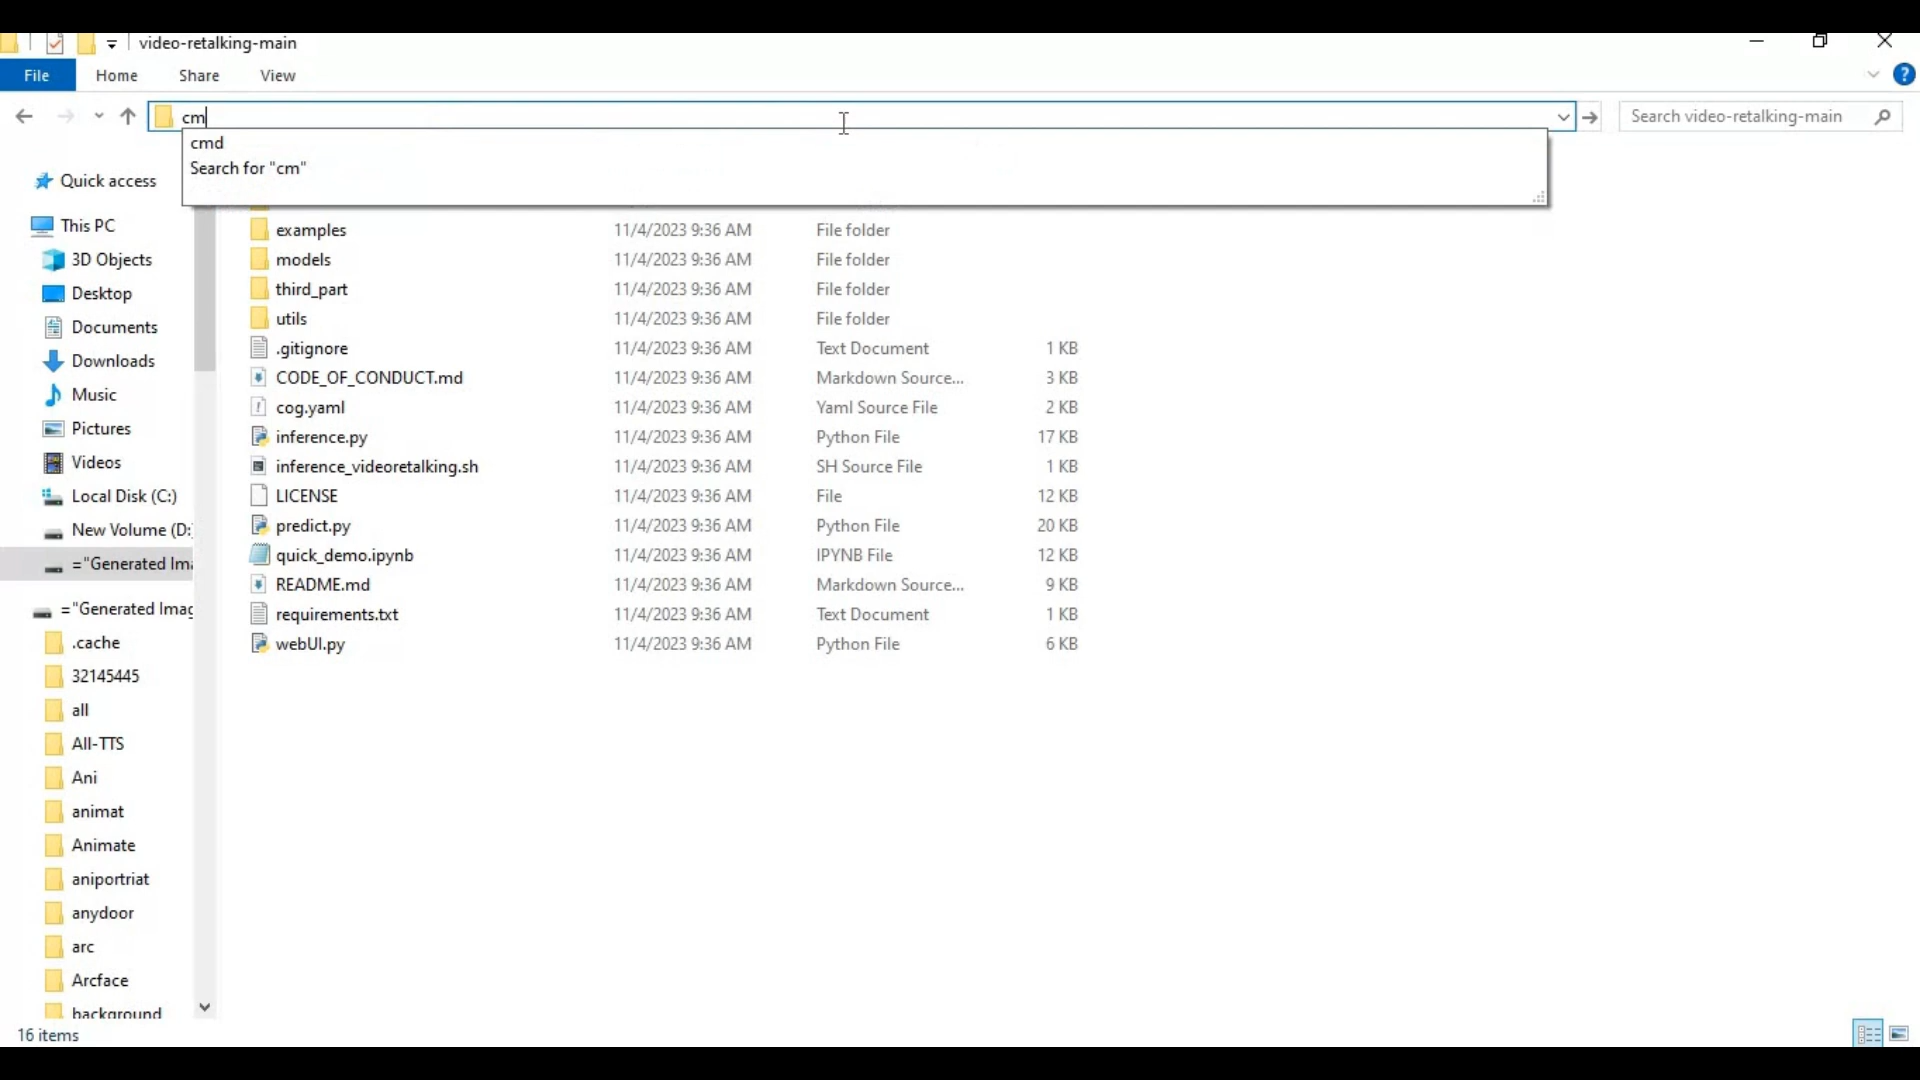 video-retalking-main
File Home Share View
cm
Search video-retalking-main
cmd
Search for "cm"
Quick access
This PC
3D Objects
Desktop
Documents
Downloads
Music
Pictures
Videos
Local Disk (C:)
New Volume (D:
="Generated Ima
="Generated Imag
.cache
32145445
all
All-TTS
Ani
animat
Animate
aniportriat
anydoor
arc
Arcface
background
examples 11/4/2023 9:36 AM File folder
models 11/4/2023 9:36 AM File folder
third_part 11/4/2023 9:36 AM File folder
utils 11/4/2023 9:36 AM File folder
.gitignore 11/4/2023 9:36 AM Text Document 1 KB
CODE_OF_CONDUCT.md 11/4/2023 9:36 AM Markdown Source... 3 KB
cog.yaml 11/4/2023 9:36 AM Yaml Source File 2 KB
inference.py 11/4/2023 9:36 AM Python File 17 KB
inference_videoretalking.sh 11/4/2023 9:36 AM SH Source File 1 KB
LICENSE 11/4/2023 9:36 AM File 12 KB
predict.py 11/4/2023 9:36 AM Python File 20 KB
quick_demo.ipynb 11/4/2023 9:36 AM IPYNB File 12 KB
README.md 11/4/2023 9:36 AM Markdown Source... 9 KB
requirements.txt 11/4/2023 9:36 AM Text Document 1 KB
webUI.py 11/4/2023 9:36 AM Python File 6 KB
16 items